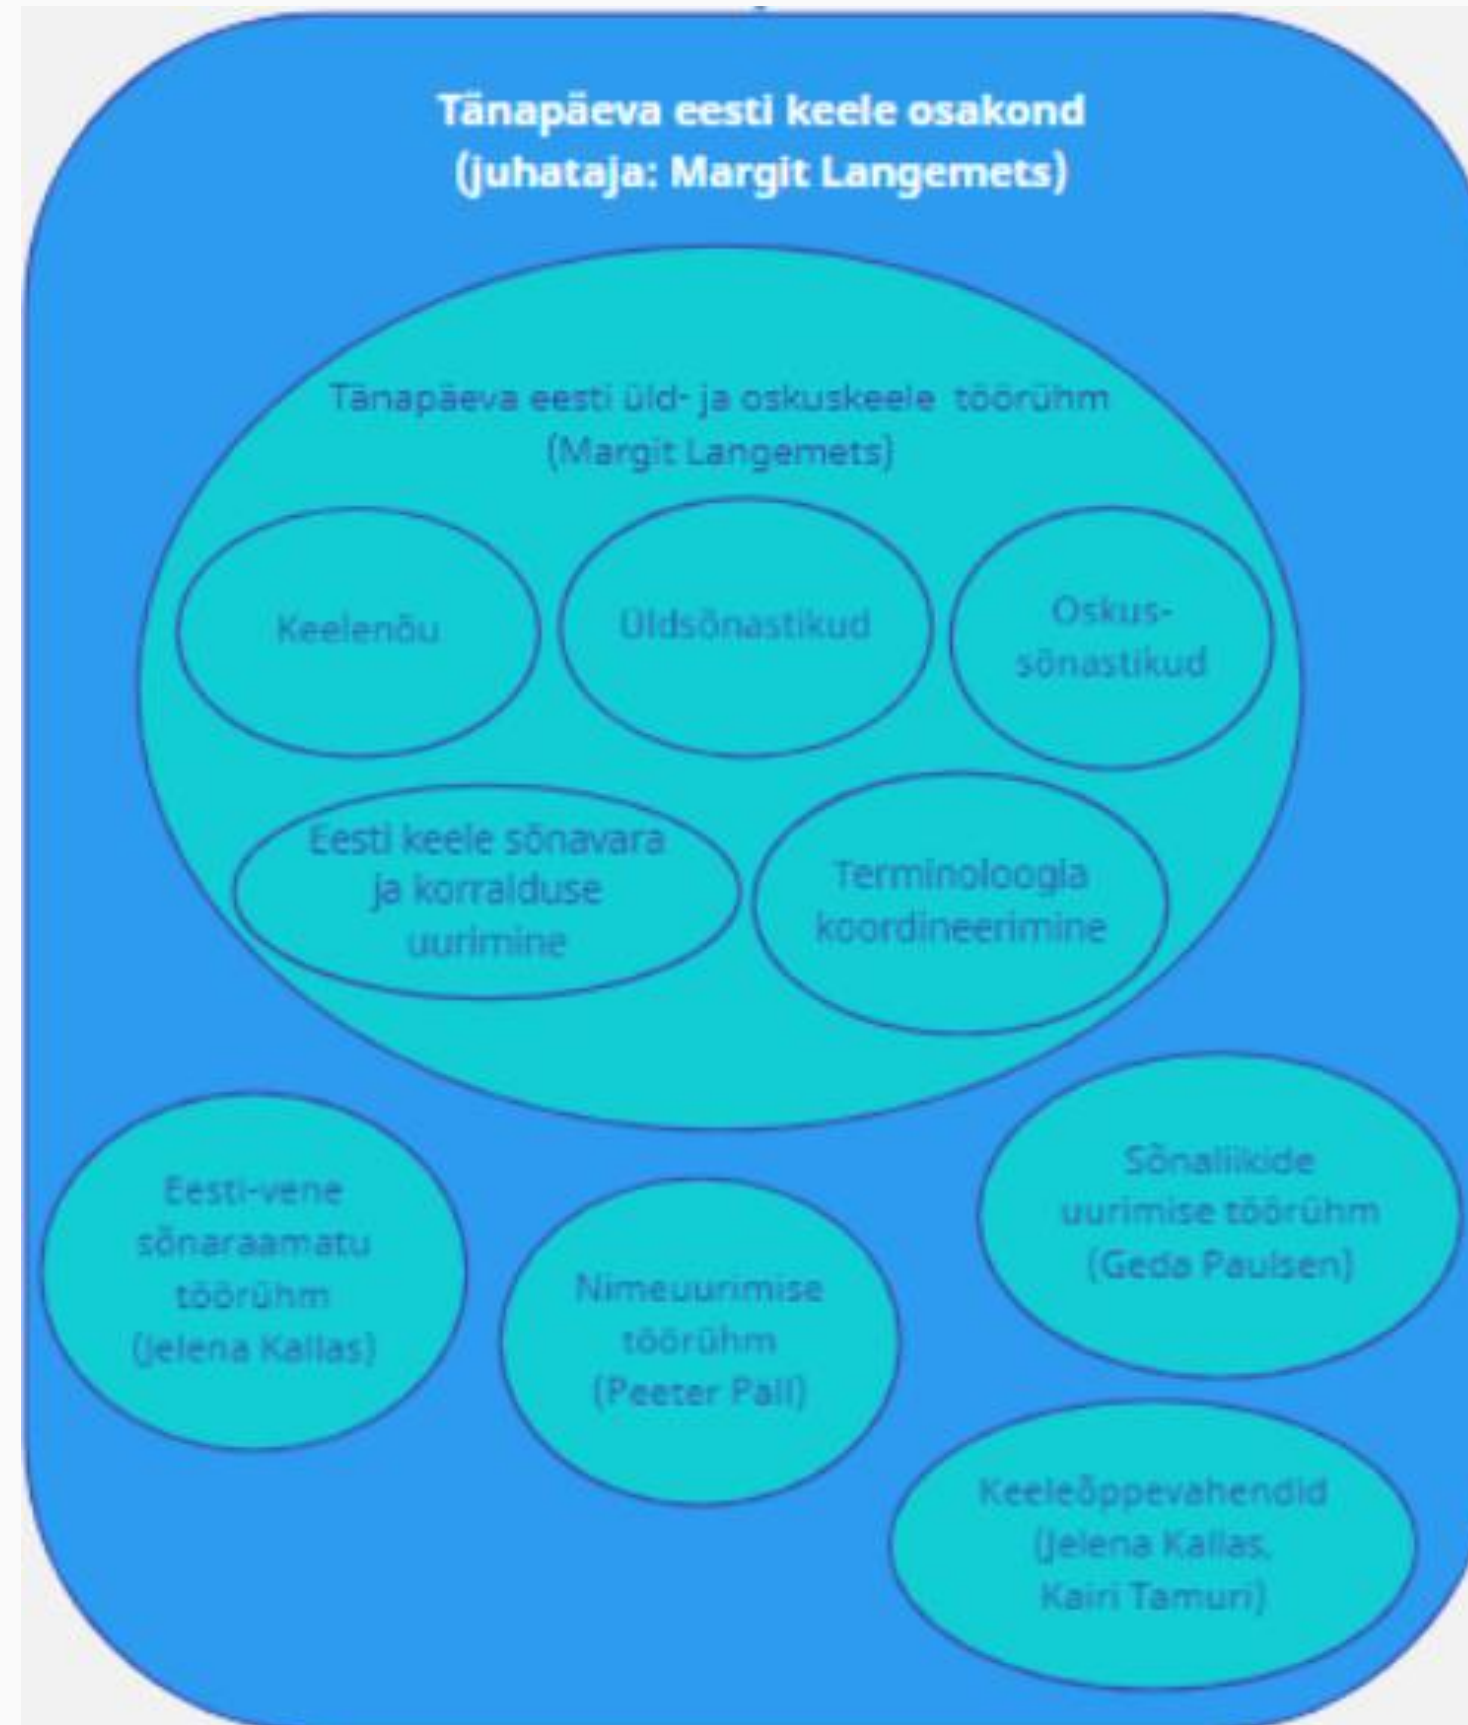 Tänapäeva eesti keele osakond
(juhataja: Margit Langemets)
Tänapäeva eesti üld- ja oskuskeele töörühm
(Margit Langemets)
Keelenõu
Üldsõnastikud
Oskus-
sõnastikud
Eesti keele sõnavara
ja korralduse
uurimine
Terminoloogia
koordineerimine
Eesti-vene
sõnaraamatu
töörühm
(Jelena Kallas)
Nimeuurimise
töörühm
(Peeter Päll)
Sõnaliikide
uurimise töörühm
(Geda Paulsen)
Keeleõppevahendid
(Jelena Kallas,
Kairi Tamuri)